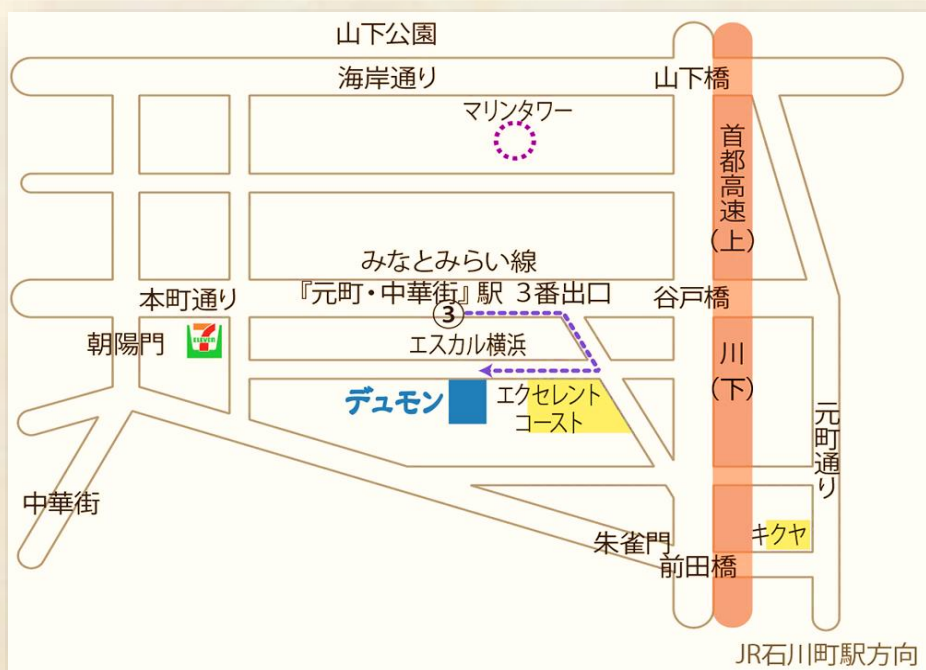 山下公園
海岸通り
山下橋
マリンタワー
首都高速
(上)
みなとみらい線
『元町・中華街』駅 3番出口
本町通り
谷戸橋
③
朝陽門
7
ELEVEN
エスカル横浜
川
(下)
デュモン
エクセレント
コースト
元町通り
中華街
朱雀門
キクヤ
前田橋
JR石川町駅方向